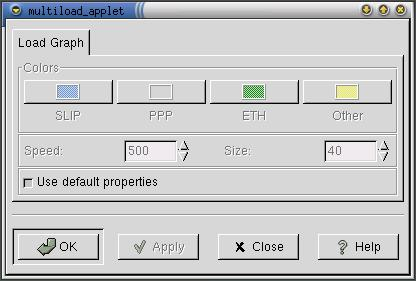 multiload_applet
Load Graph
Colors
SLIP PPP ETH Other
Speed: 500 Size: 40
Use default properties
OK Apply Close Help